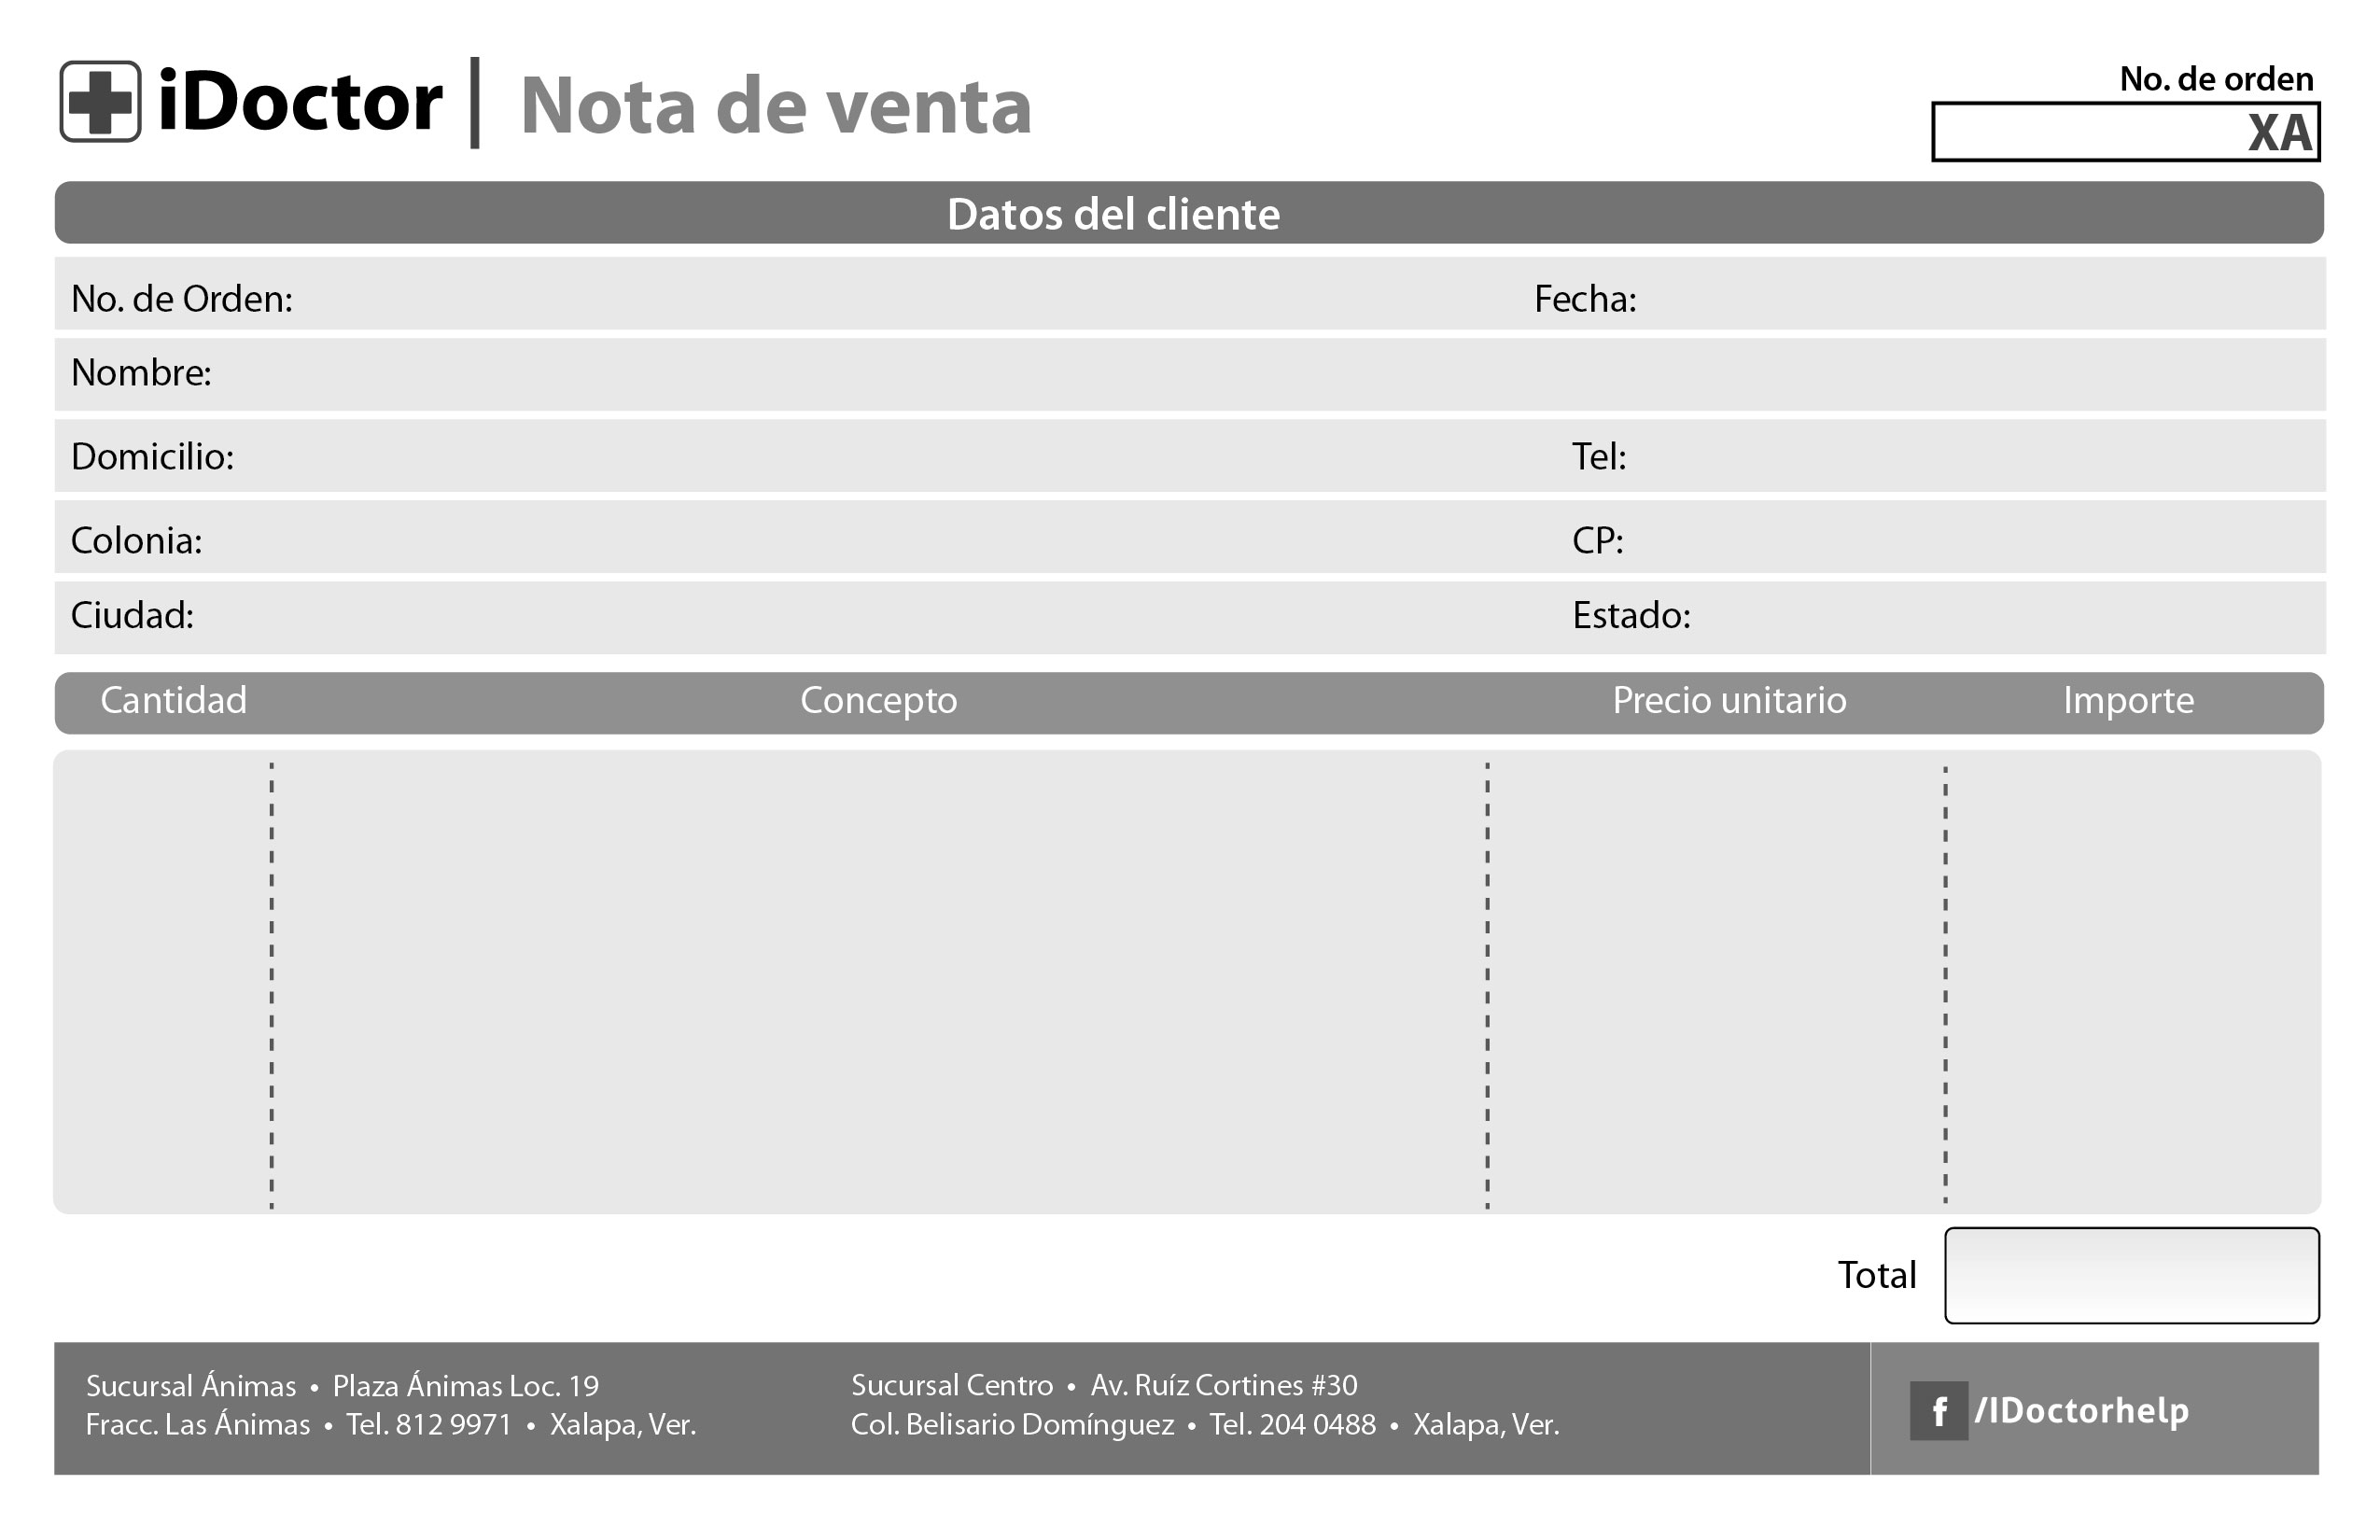 iDoctor | Nota de venta
No. de orden
XA
Datos del cliente
No. de Orden: Fecha:
Nombre:
Domicilio: Tel:
Colonia: CP:
Ciudad: Estado:
Cantidad Concepto Precio unitario Importe
Total
Sucursal Ánimas • Plaza Ánimas Loc. 19
Fracc. Las Ánimas • Tel. 812 9971 • Xalapa, Ver.
Sucursal Centro • Av. Ruíz Cortines #30
Col. Belisario Domínguez • Tel. 204 0488 • Xalapa, Ver.
f /IDoctorhelp